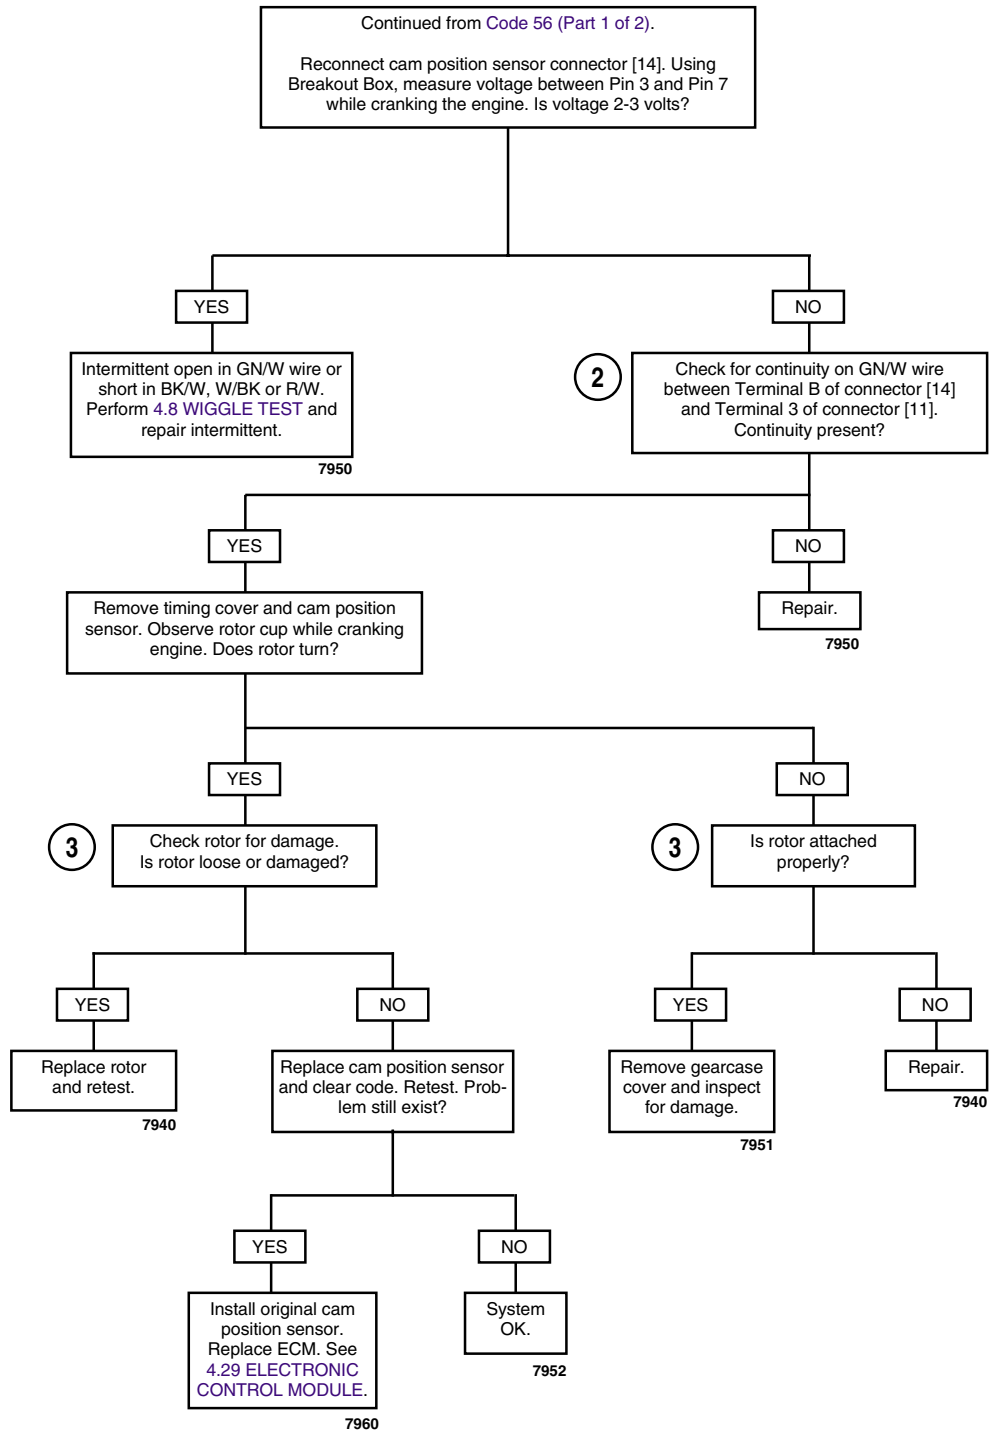 Continued from Code 56 (Part 1 of 2).
Reconnect cam position sensor connector [14]. Using
Breakout Box, measure voltage between Pin 3 and Pin 7
while cranking the engine. Is voltage 2-3 volts?
YES
NO
Intermittent open in GN/W wire or
short in BK/W, W/BK or R/W.
Perform 4.8 WIGGLE TEST and
repair intermittent.
7950
2
Check for continuity on GN/W wire
between Terminal B of connector [14]
and Terminal 3 of connector [11].
Continuity present?
YES
NO
Remove timing cover and cam position
sensor. Observe rotor cup while cranking
engine. Does rotor turn?
Repair.
7950
YES
NO
3
Check rotor for damage.
Is rotor loose or damaged?
3
Is rotor attached
properly?
YES
NO
YES
NO
Replace rotor
and retest.
7940
Replace cam position sensor
and clear code. Retest. Prob-
lem still exist?
Remove gearcase
cover and inspect
for damage.
7951
Repair.
7940
YES
NO
Install original cam
position sensor.
Replace ECM. See
4.29 ELECTRONIC
CONTROL MODULE.
7960
System
OK.
7952